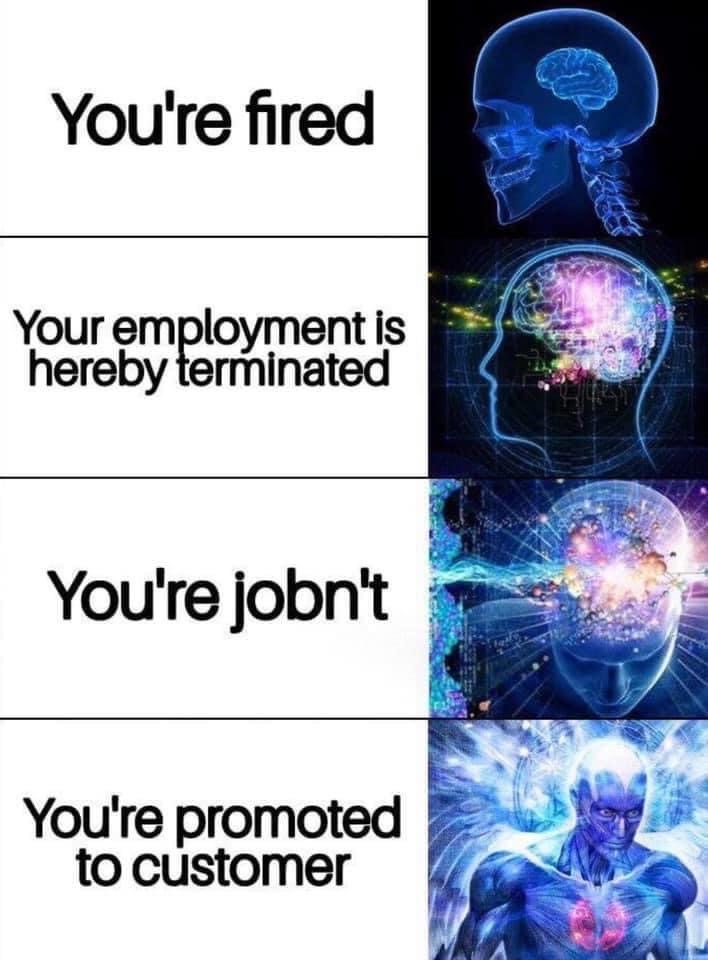 You're fired
Your employment is
hereby terminated
You're jobn't
You're promoted
to customer